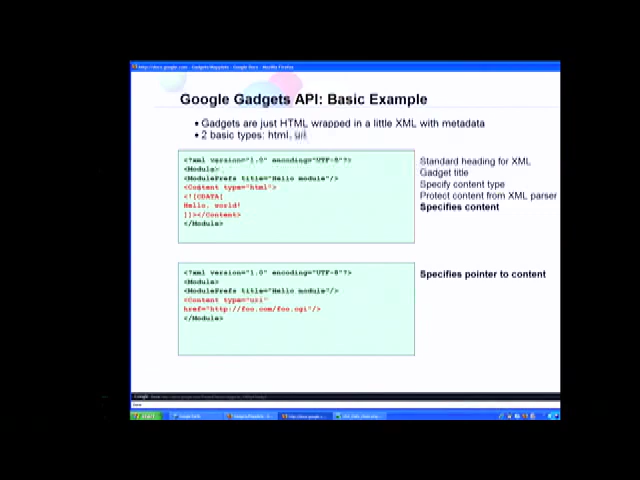 Google Gadgets API: Basic Example
• Gadgets are just HTML wrapped in a little XML with metadata
• 2 basic types: html, url
<?xml version="1.0" encoding="UTF-8"?>
<Module>
<ModulePrefs title="Hello module"/>
<Content type="html">
<![CDATA[
Hello, world!
]]></Content>
</Module>
Standard heading for XML
Gadget title
Specify content type
Protect content from XML parser
Specifies content
<?xml version="1.0" encoding="UTF-8"?>
<Module>
<ModulePrefs title="Hello module"/>
<Content type="url"
href="http://foo.com/foo.cgi"/>
</Module>
Specifies pointer to content
start